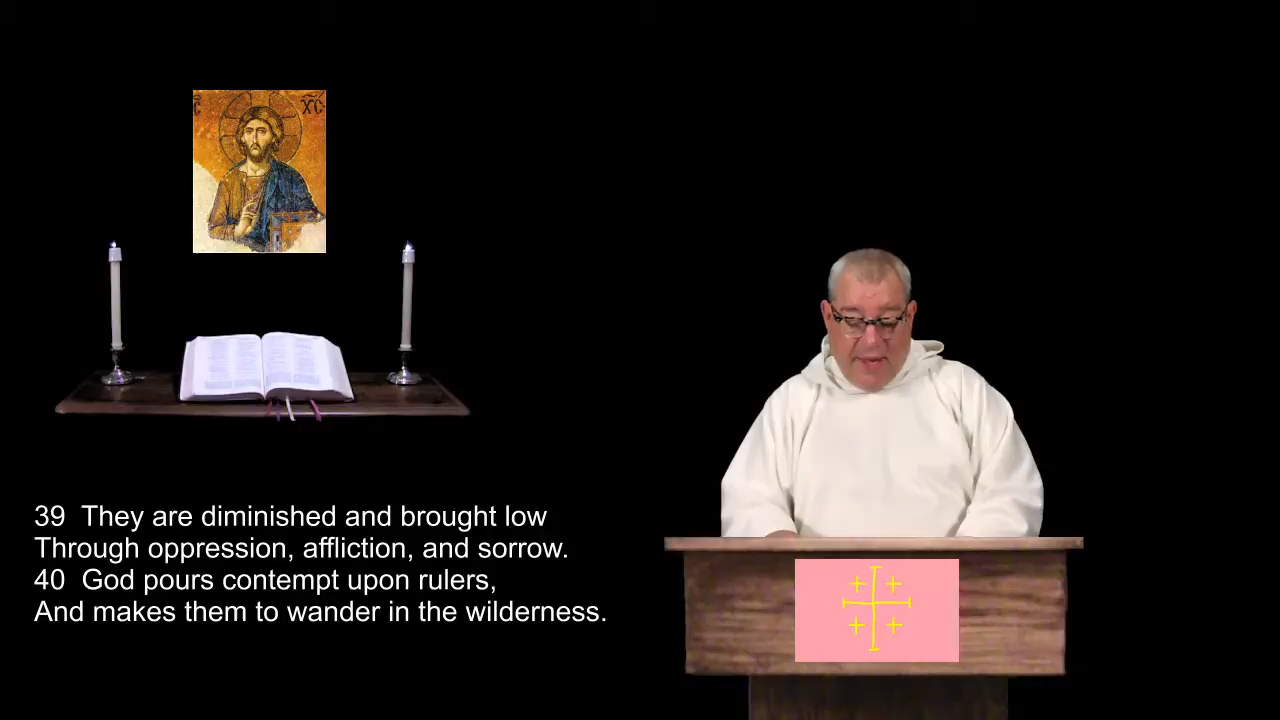 XC
39 They are diminished and brought low
Through oppression, affliction, and sorrow.
40 God pours contempt upon rulers,
And makes them to wander in the wilderness.